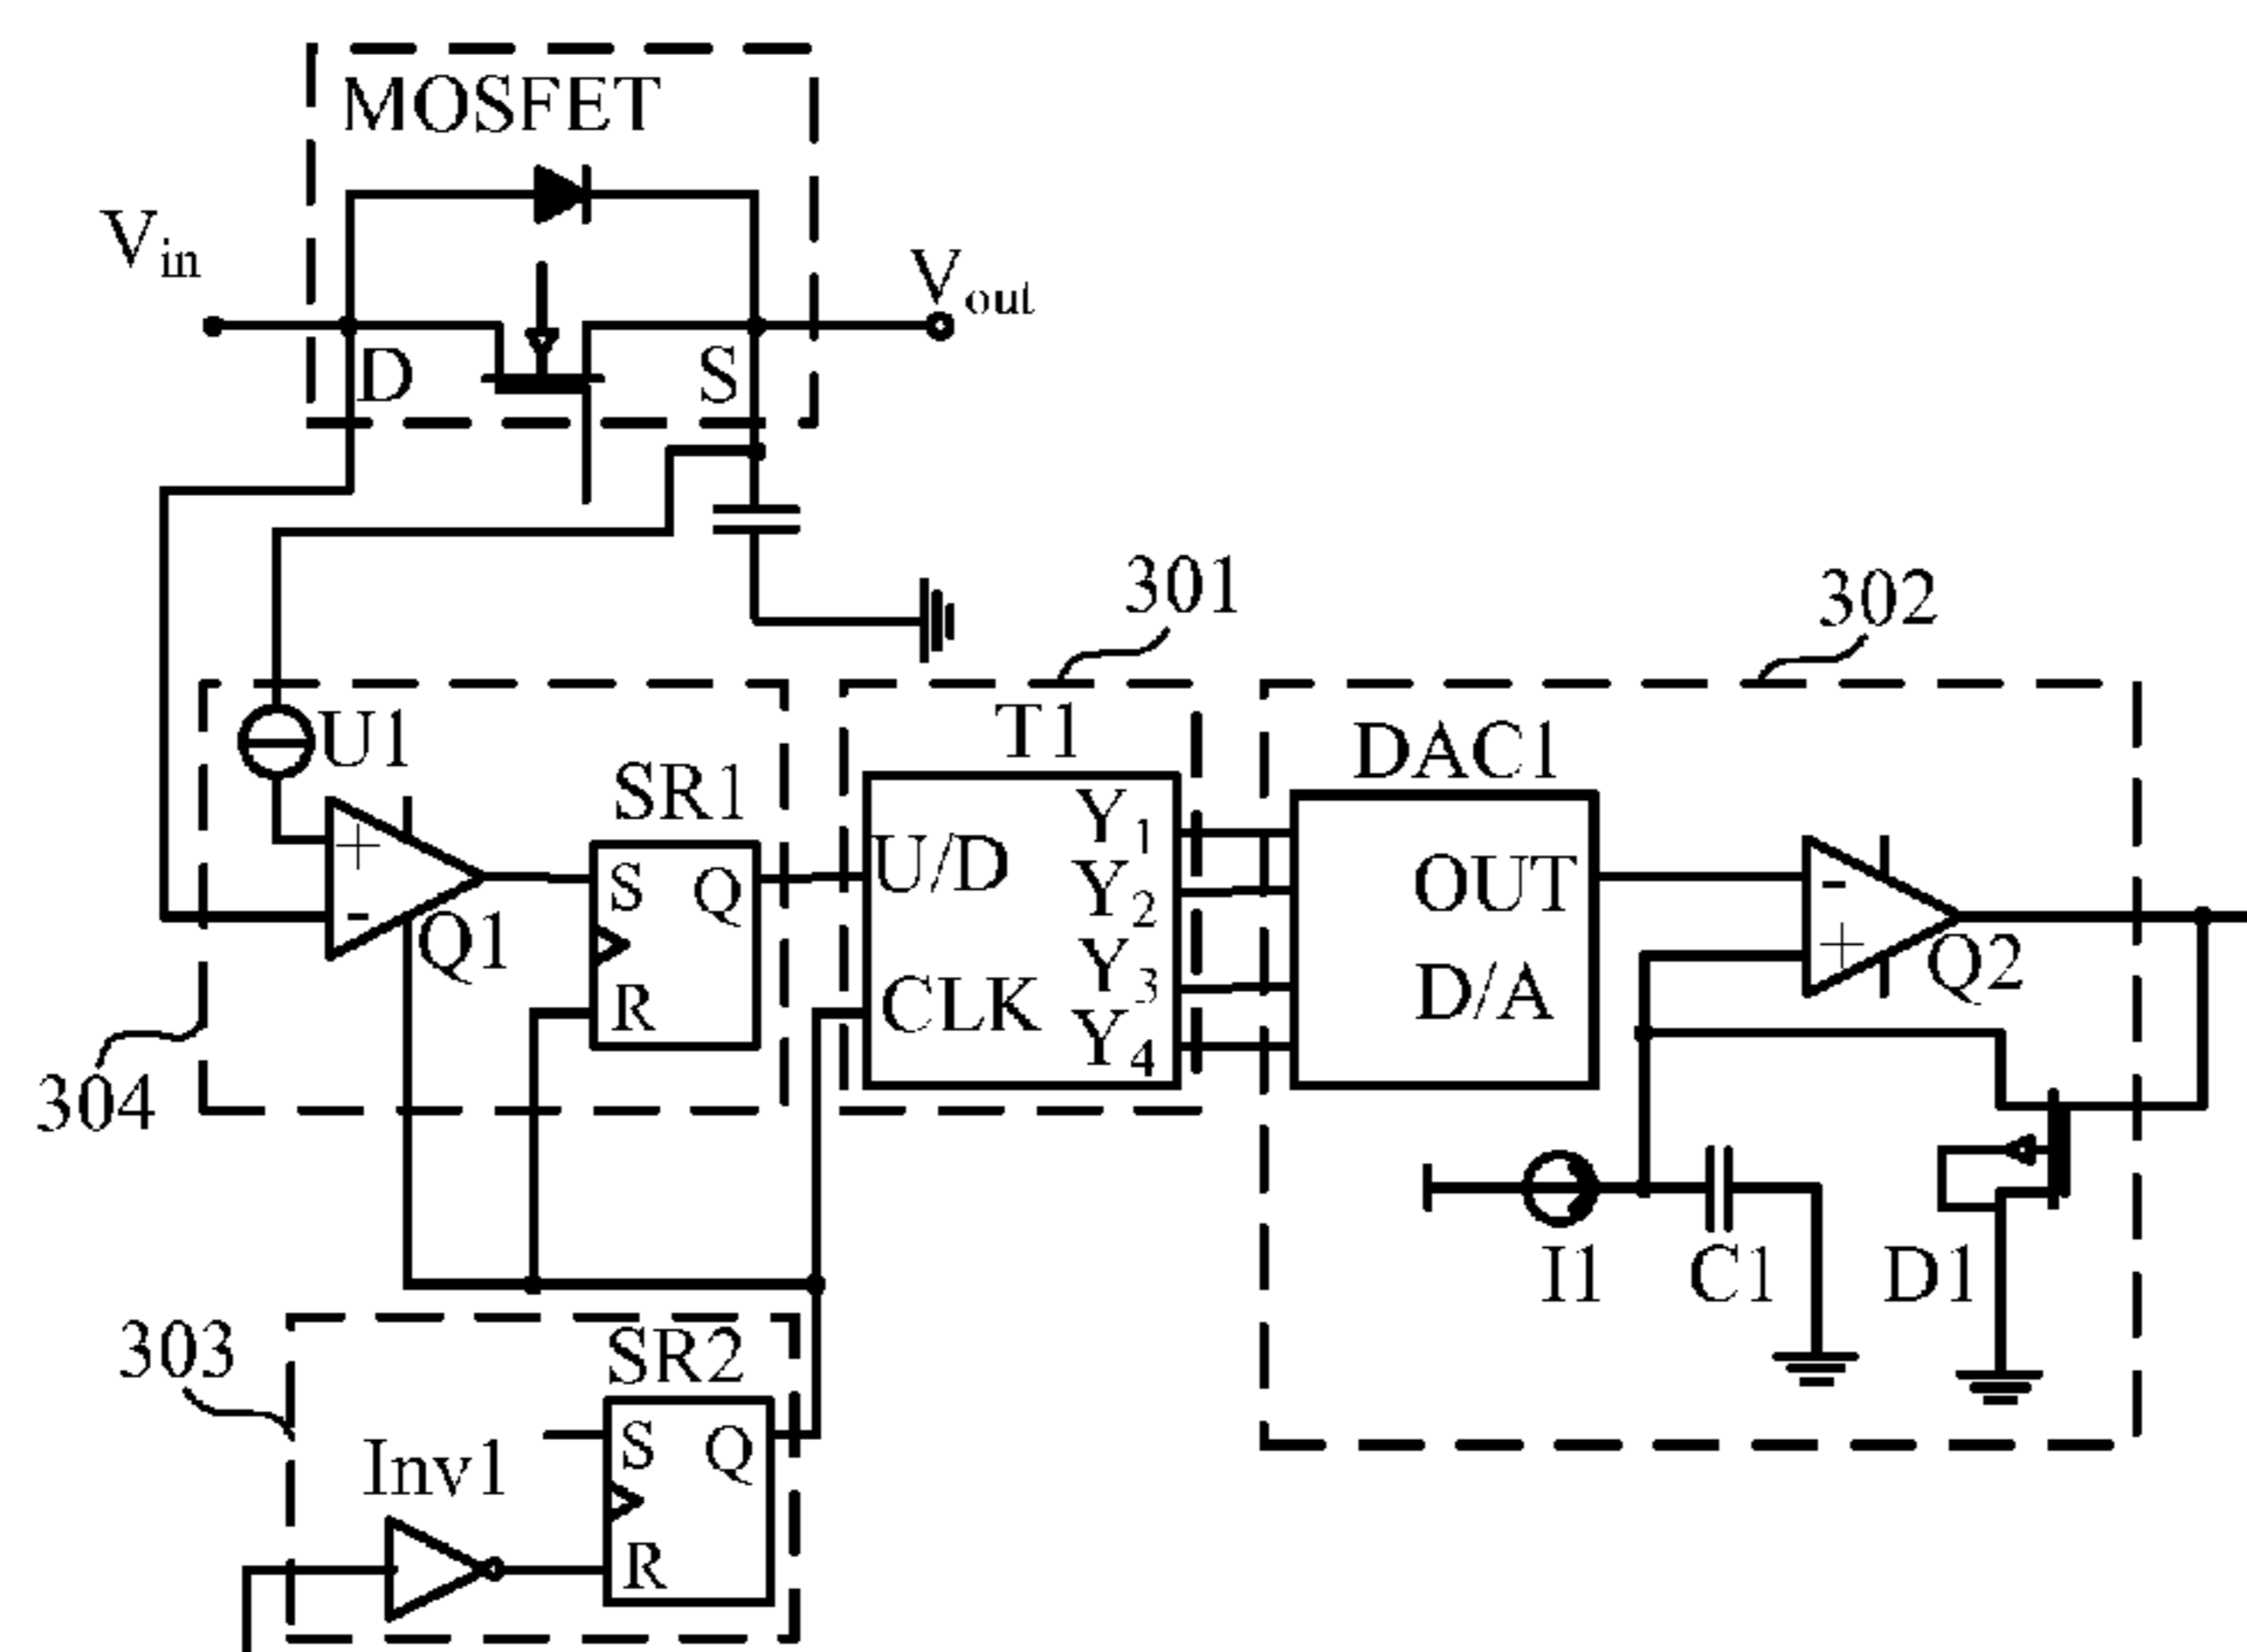 MOSFET
Vin
Vout
D
S
301
302
U1
T1
DAC1
SR1
+
-
Q1
S
Q
R
U/D
CLK
Y1
Y2
Y3
Y4
OUT
D/A
-
+
Q2
304
I1
C1
D1
303
SR2
Inv1
S
Q
R